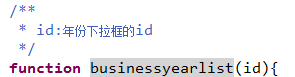 /**
* id:年份下拉框的id
*/
function businessyearlist(id){